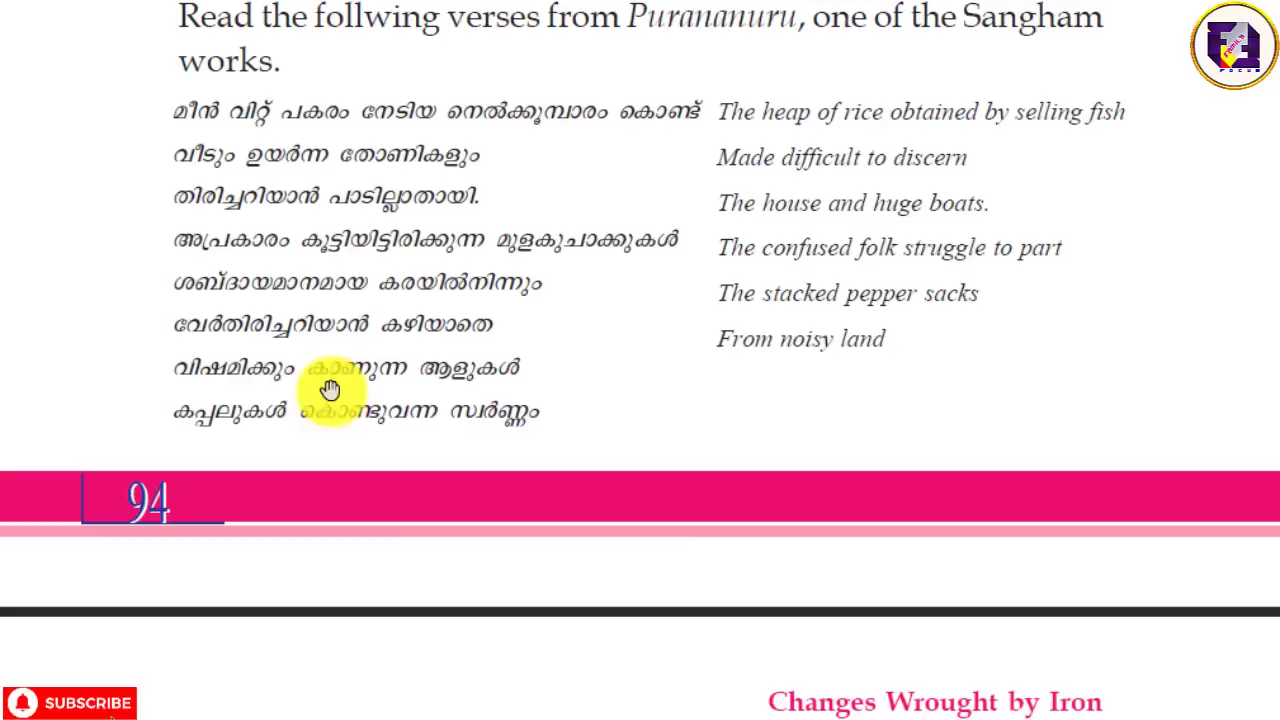 Read the follwing verses from Purananuru, one of the Sangham
works.
മീൻ വിറ്റ് പകരം നേടിയ നെൽക്കൂമ്പാരം കൊണ്ട്
വീടും ഉയർന്ന തോണികളും
തിരിച്ചറിയാൻ പാടില്ലാതായി.
അപ്രകാരം കൂട്ടിയിട്ടിരിക്കുന്ന മുളകുചാക്കുകൾ
ശബ്ദായമാനമായ കരയിൽനിന്നും
വേർതിരിച്ചറിയാൻ കഴിയാതെ
വിഷമിക്കും കാണുന്ന ആളുകൾ
കപ്പലുകൾ കൊണ്ടുവന്ന സ്വർണ്ണം
The heap of rice obtained by selling fish
Made difficult to discern
The house and huge boats.
The confused folk struggle to part
The stacked pepper sacks
From noisy land
94
SUBSCRIBE
Changes Wrought by Iron